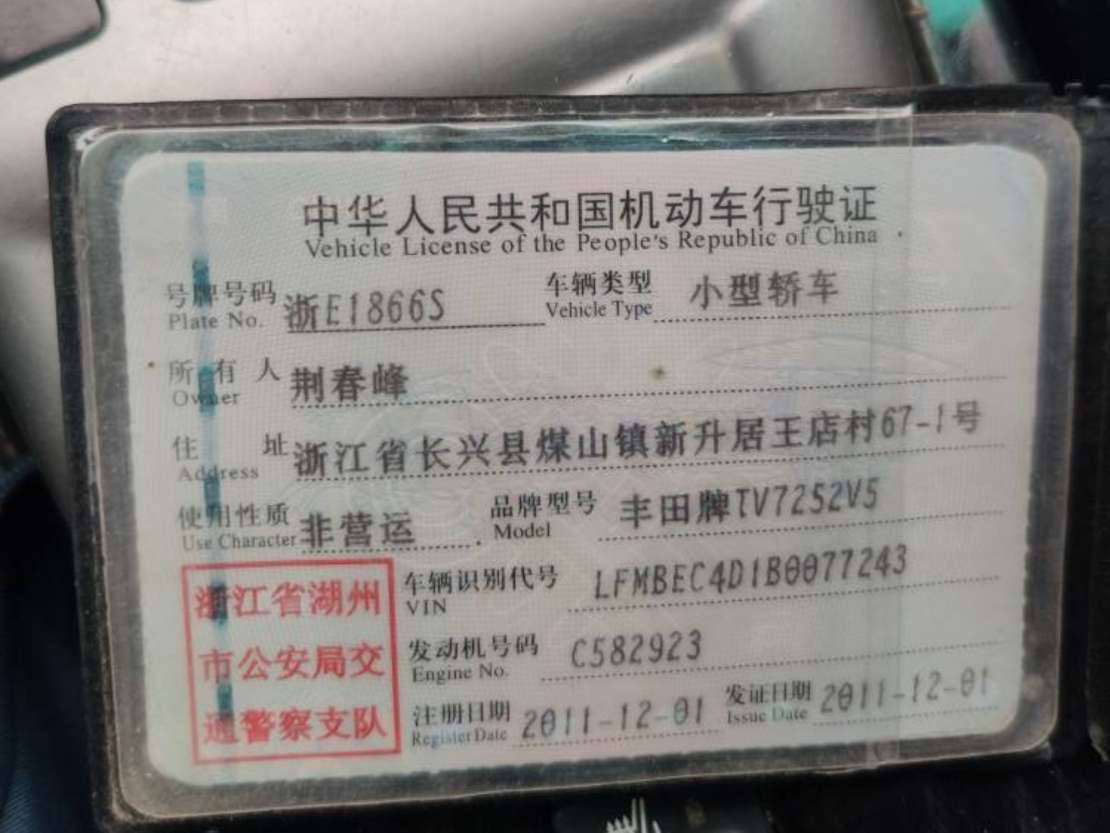 中华人民共和国机动车行驶证
Vehicle License of the People's Republic of China
号牌号码 浙E1866S 车辆类型 小型轿车
Plate No. Vehicle Type
所有人 荆春峰
Owner
住址 浙江省长兴县煤山镇新升居王店村67-1号
Address
使用性质 非营运 品牌型号 丰田牌TV7252V5
Use Character Model
浙江省湖州
市公安局交
通警察支队
车辆识别代号 LFMBEC4D1B0077243
VIN
发动机号码 C582923
Engine No.
注册日期 2011-12-01 发证日期 2011-12-01
Register Date Issue Date